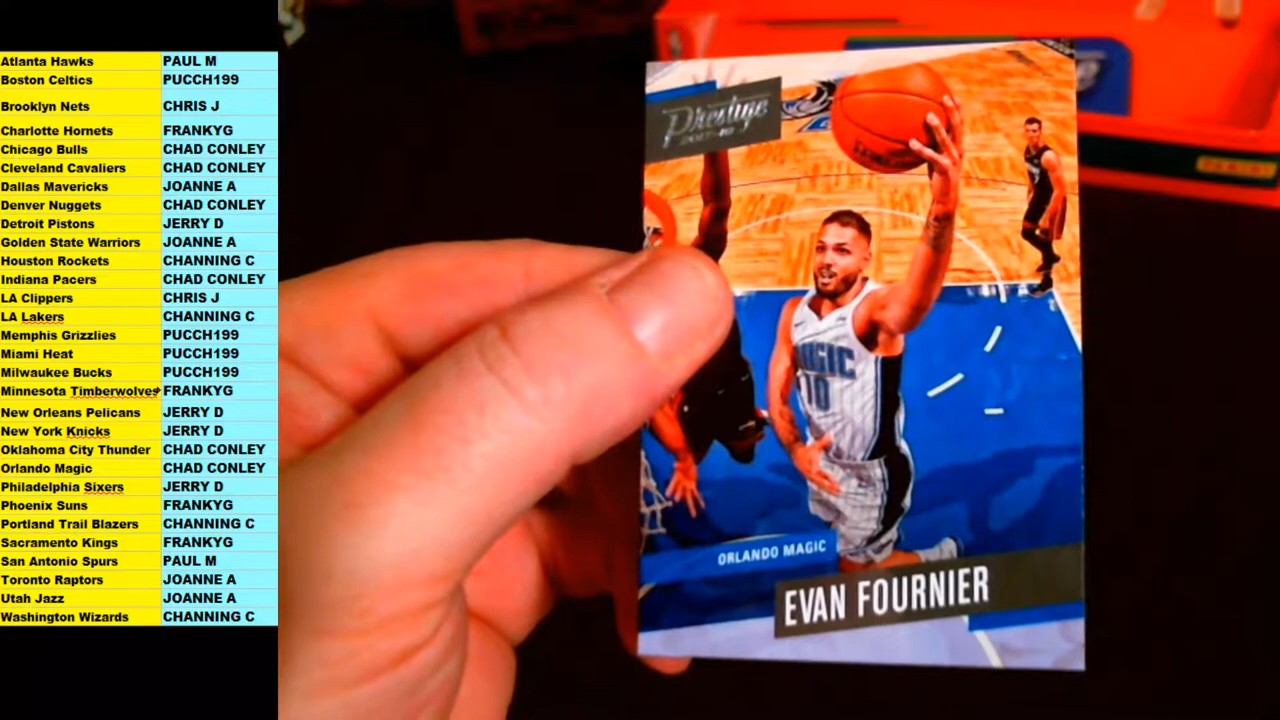 Atlanta Hawks PAUL M
Boston Celtics PUCCH199
Brooklyn Nets CHRIS J
Charlotte Hornets FRANKYG
Chicago Bulls CHAD CONLEY
Cleveland Cavaliers CHAD CONLEY
Dallas Mavericks JOANNE A
Denver Nuggets CHAD CONLEY
Detroit Pistons JERRY D
Golden State Warriors JOANNE A
Houston Rockets CHANNING C
Indiana Pacers CHAD CONLEY
LA Clippers CHRIS J
LA Lakers CHANNING C
Memphis Grizzlies PUCCH199
Miami Heat PUCCH199
Milwaukee Bucks PUCCH199
Minnesota Timberwolves FRANKYG
New Orleans Pelicans JERRY D
New York Knicks JERRY D
Oklahoma City Thunder CHAD CONLEY
Orlando Magic CHAD CONLEY
Philadelphia Sixers JERRY D
Phoenix Suns FRANKYG
Portland Trail Blazers CHANNING C
Sacramento Kings FRANKYG
San Antonio Spurs PAUL M
Toronto Raptors JOANNE A
Utah Jazz JOANNE A
Washington Wizards CHANNING C
Prestige
2017-18
PANINI
10
ORLANDO MAGIC
EVAN FOURNIER